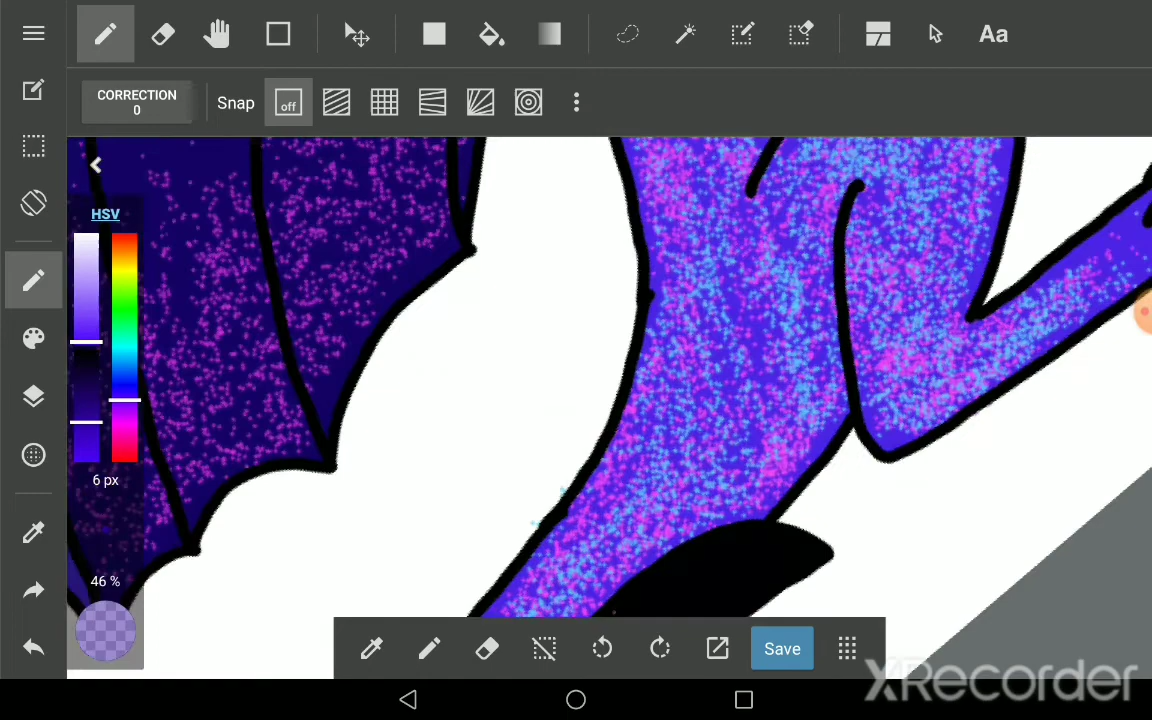 Aa
CORRECTION
0
Snap
off
HSV
6 px
46 %
Save
XRecorder